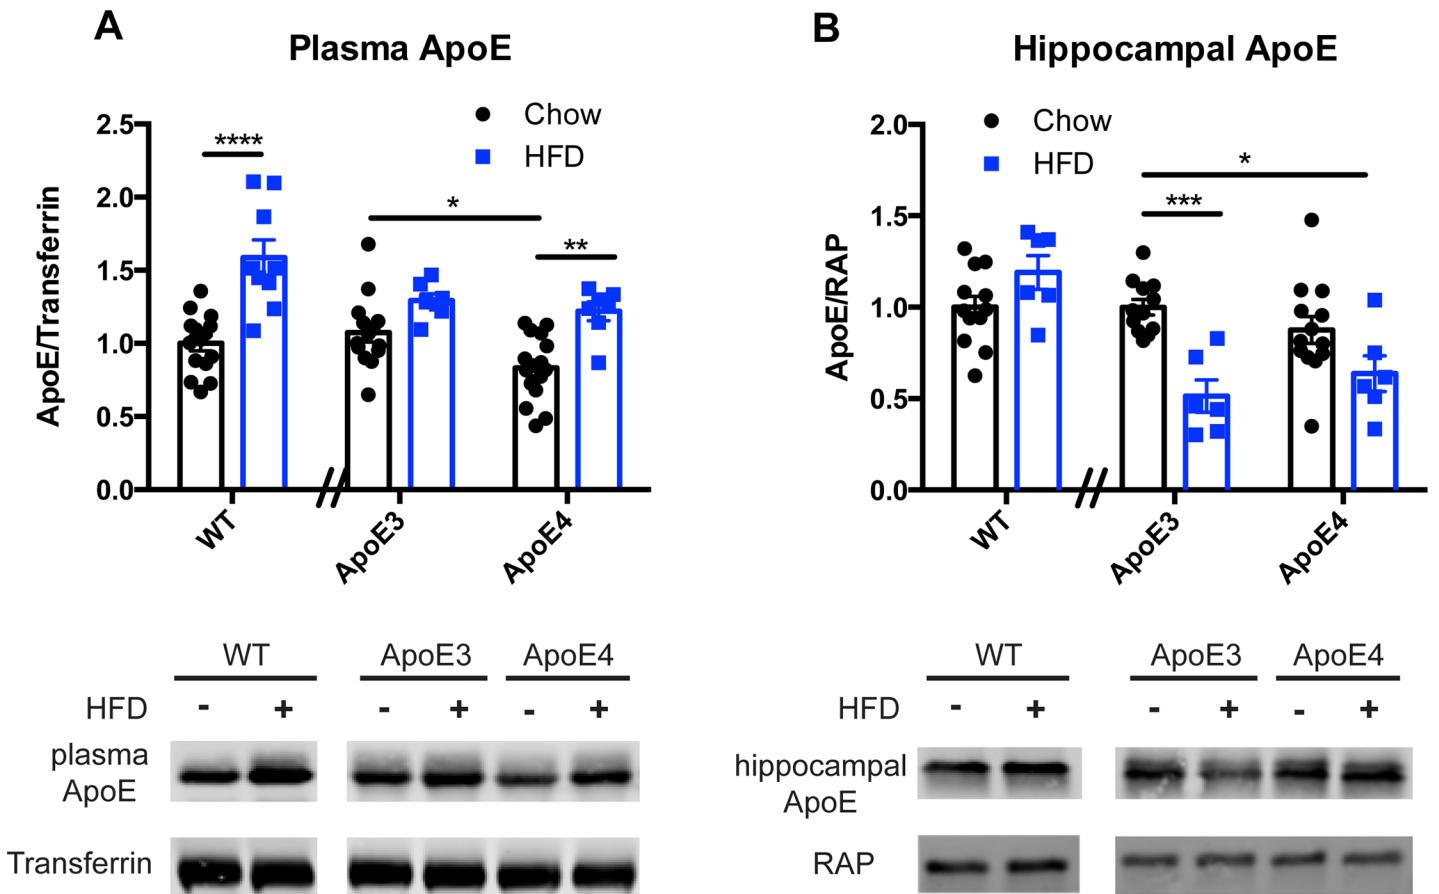 A
Plasma ApoE
Chow
HFD
ApoE/Transferrin
2.5
2.0
1.5
1.0
0.5
0.0
****
*
**
WT
ApoE3
ApoE4
WT ApoE3 ApoE4
HFD - + - + - +
plasma
ApoE
Transferrin
B
Hippocampal ApoE
Chow
HFD
ApoE/RAP
2.0
1.5
1.0
0.5
0.0
*
***
WT
ApoE3
ApoE4
WT ApoE3 ApoE4
HFD - + - + - +
hippocampal
ApoE
RAP